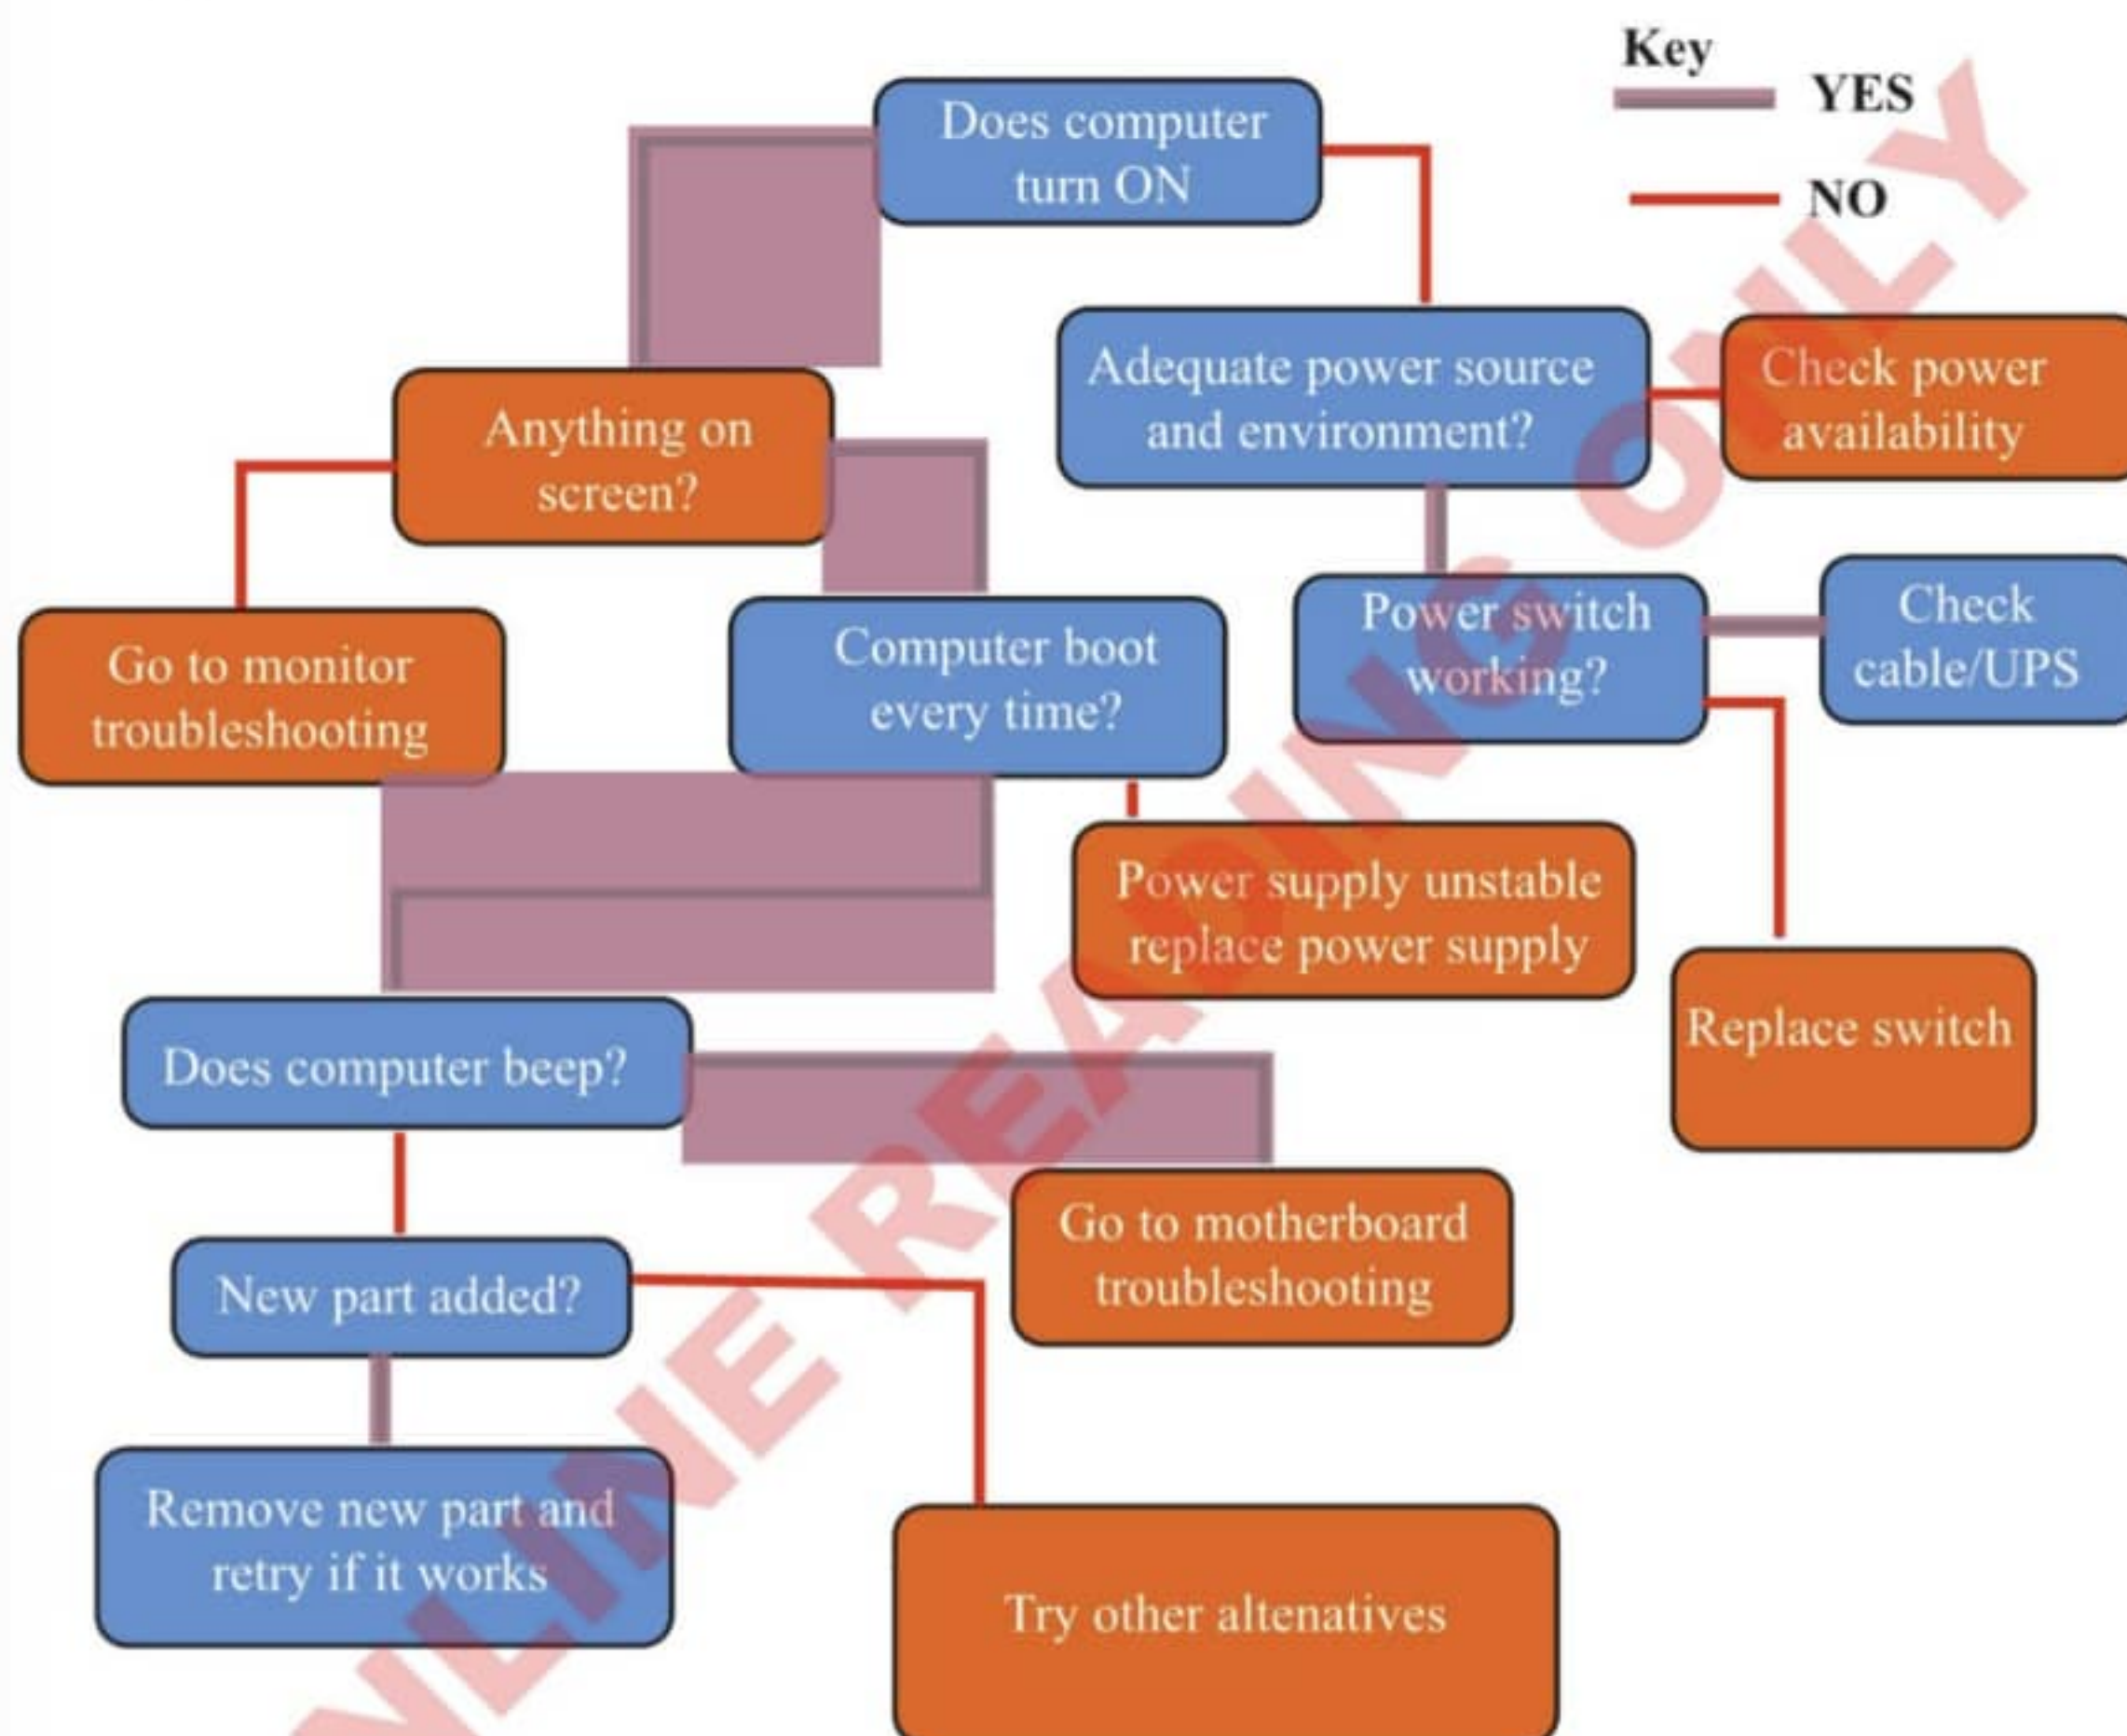 Key
YES
NO
Does computer
turn ON
Adequate power source
and environment?
Check power
availability
Anything on
screen?
Power switch
working?
Check
cable/UPS
Go to monitor
troubleshooting
Computer boot
every time?
Power supply unstable
replace power supply
Replace switch
Does computer beep?
Go to motherboard
troubleshooting
New part added?
Remove new part and
retry if it works
Try other altenatives
NLINE READING ONLY